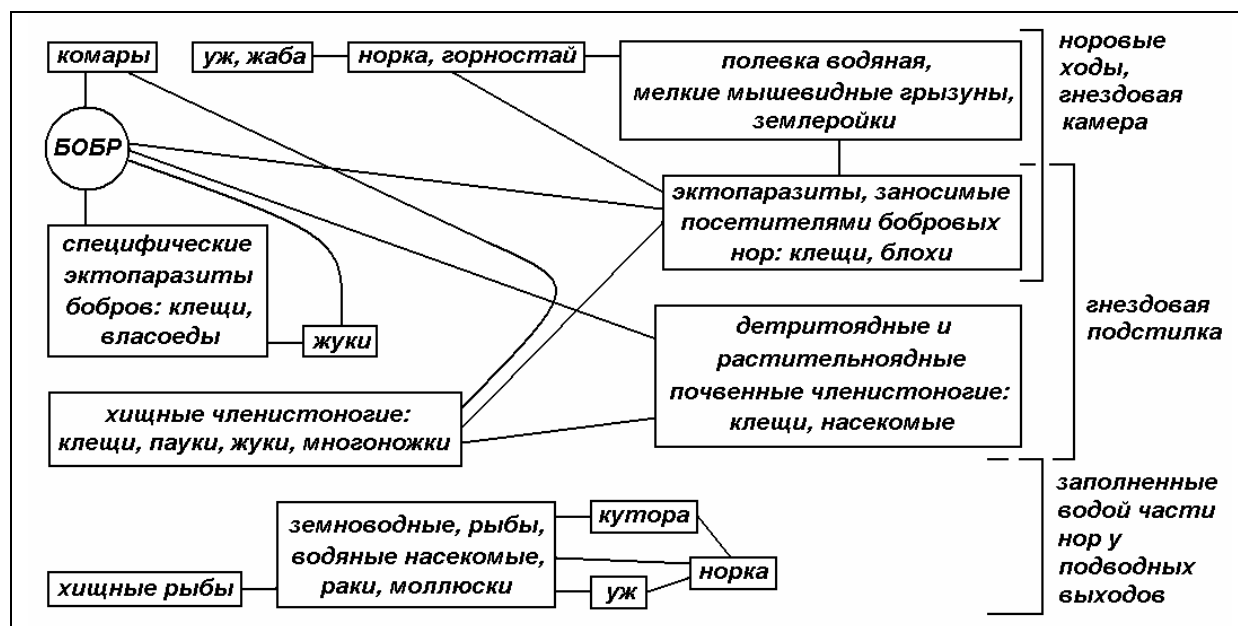 комары
уж, жаба
норка, горностай
полевка водяная,
мелкие мышевидные грызуны,
землеройки
норовые
ходы,
гнездовая
камера
БОБР
эктопаразиты, заносимые
посетителями бобровых
нор: клещи, блохи
специфические
эктопаразиты
бобров: клещи,
власоеды
жуки
детритоядные и
растительноядные
почвенные членистоногие:
клещи, насекомые
гнездовая
подстилка
хищные членистоногие:
клещи, пауки, жуки, многоножки
заполненные
водой части
нор у
подводных
выходов
земноводные, рыбы,
водяные насекомые,
раки, моллюски
кутора
норка
уж
хищные рыбы